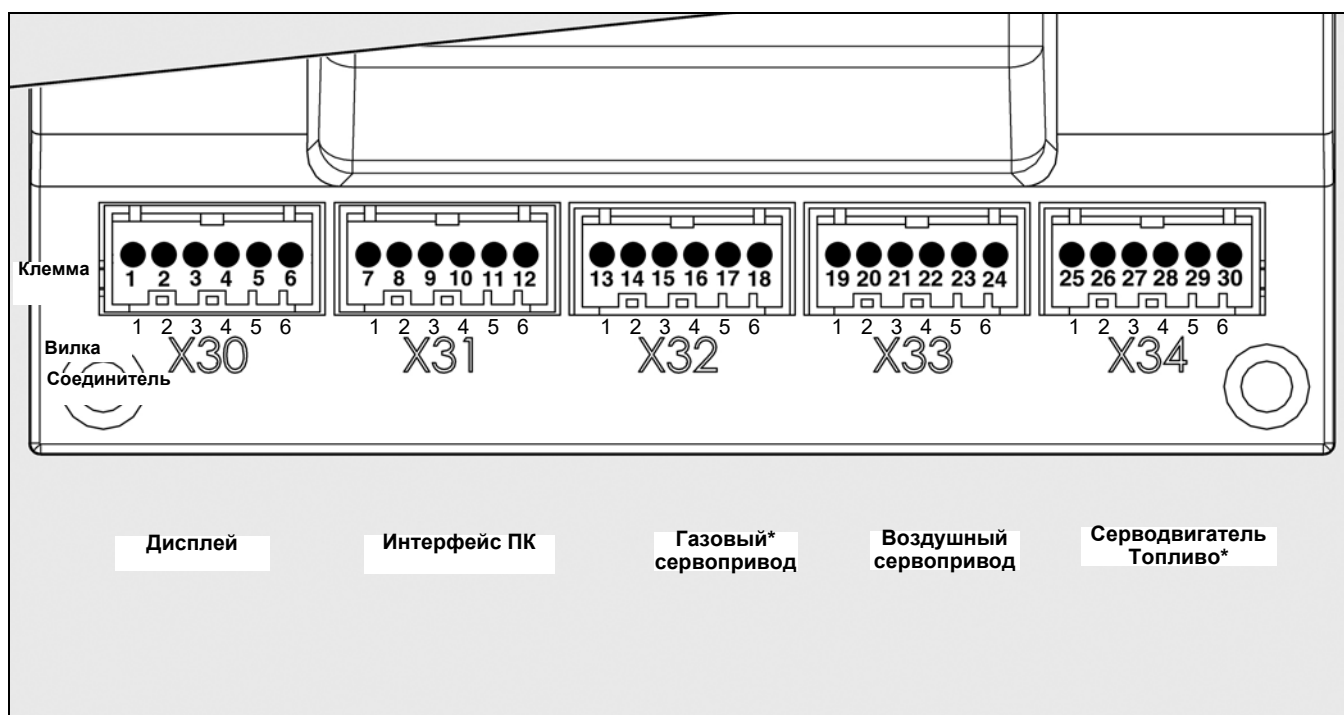 Клемма
1 2 3 4 5 6 7 8 9 10 11 12 13 14 15 16 17 18 19 20 21 22 23 24 25 26 27 28 29 30
1 2 3 4 5 6 1 2 3 4 5 6 1 2 3 4 5 6 1 2 3 4 5 6 1 2 3 4 5 6
Вилка
X30 X31 X32 X33 X34
Соединитель
Дисплей
Интерфейс ПК
Газовый*
сервопривод
Воздушный
сервопривод
Серводвигатель
Топливо*